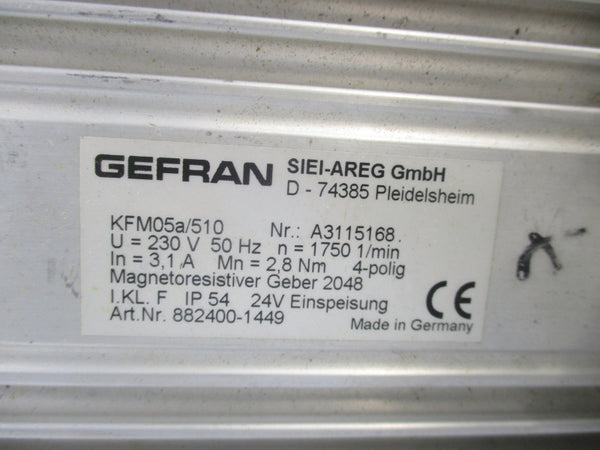 GEFRAN SIEI-AREG GmbH
D - 74385 Pleidelsheim
KFM05a/510 Nr.: A3115168.
U = 230 V 50 Hz n = 1750 1/min
In = 3,1 A Mn = 2,8 Nm 4-polig
Magnetoresistiver Geber 2048
I.KL. F IP 54 24V Einspeisung
Art.Nr. 882400-1449
CE
Made in Germany